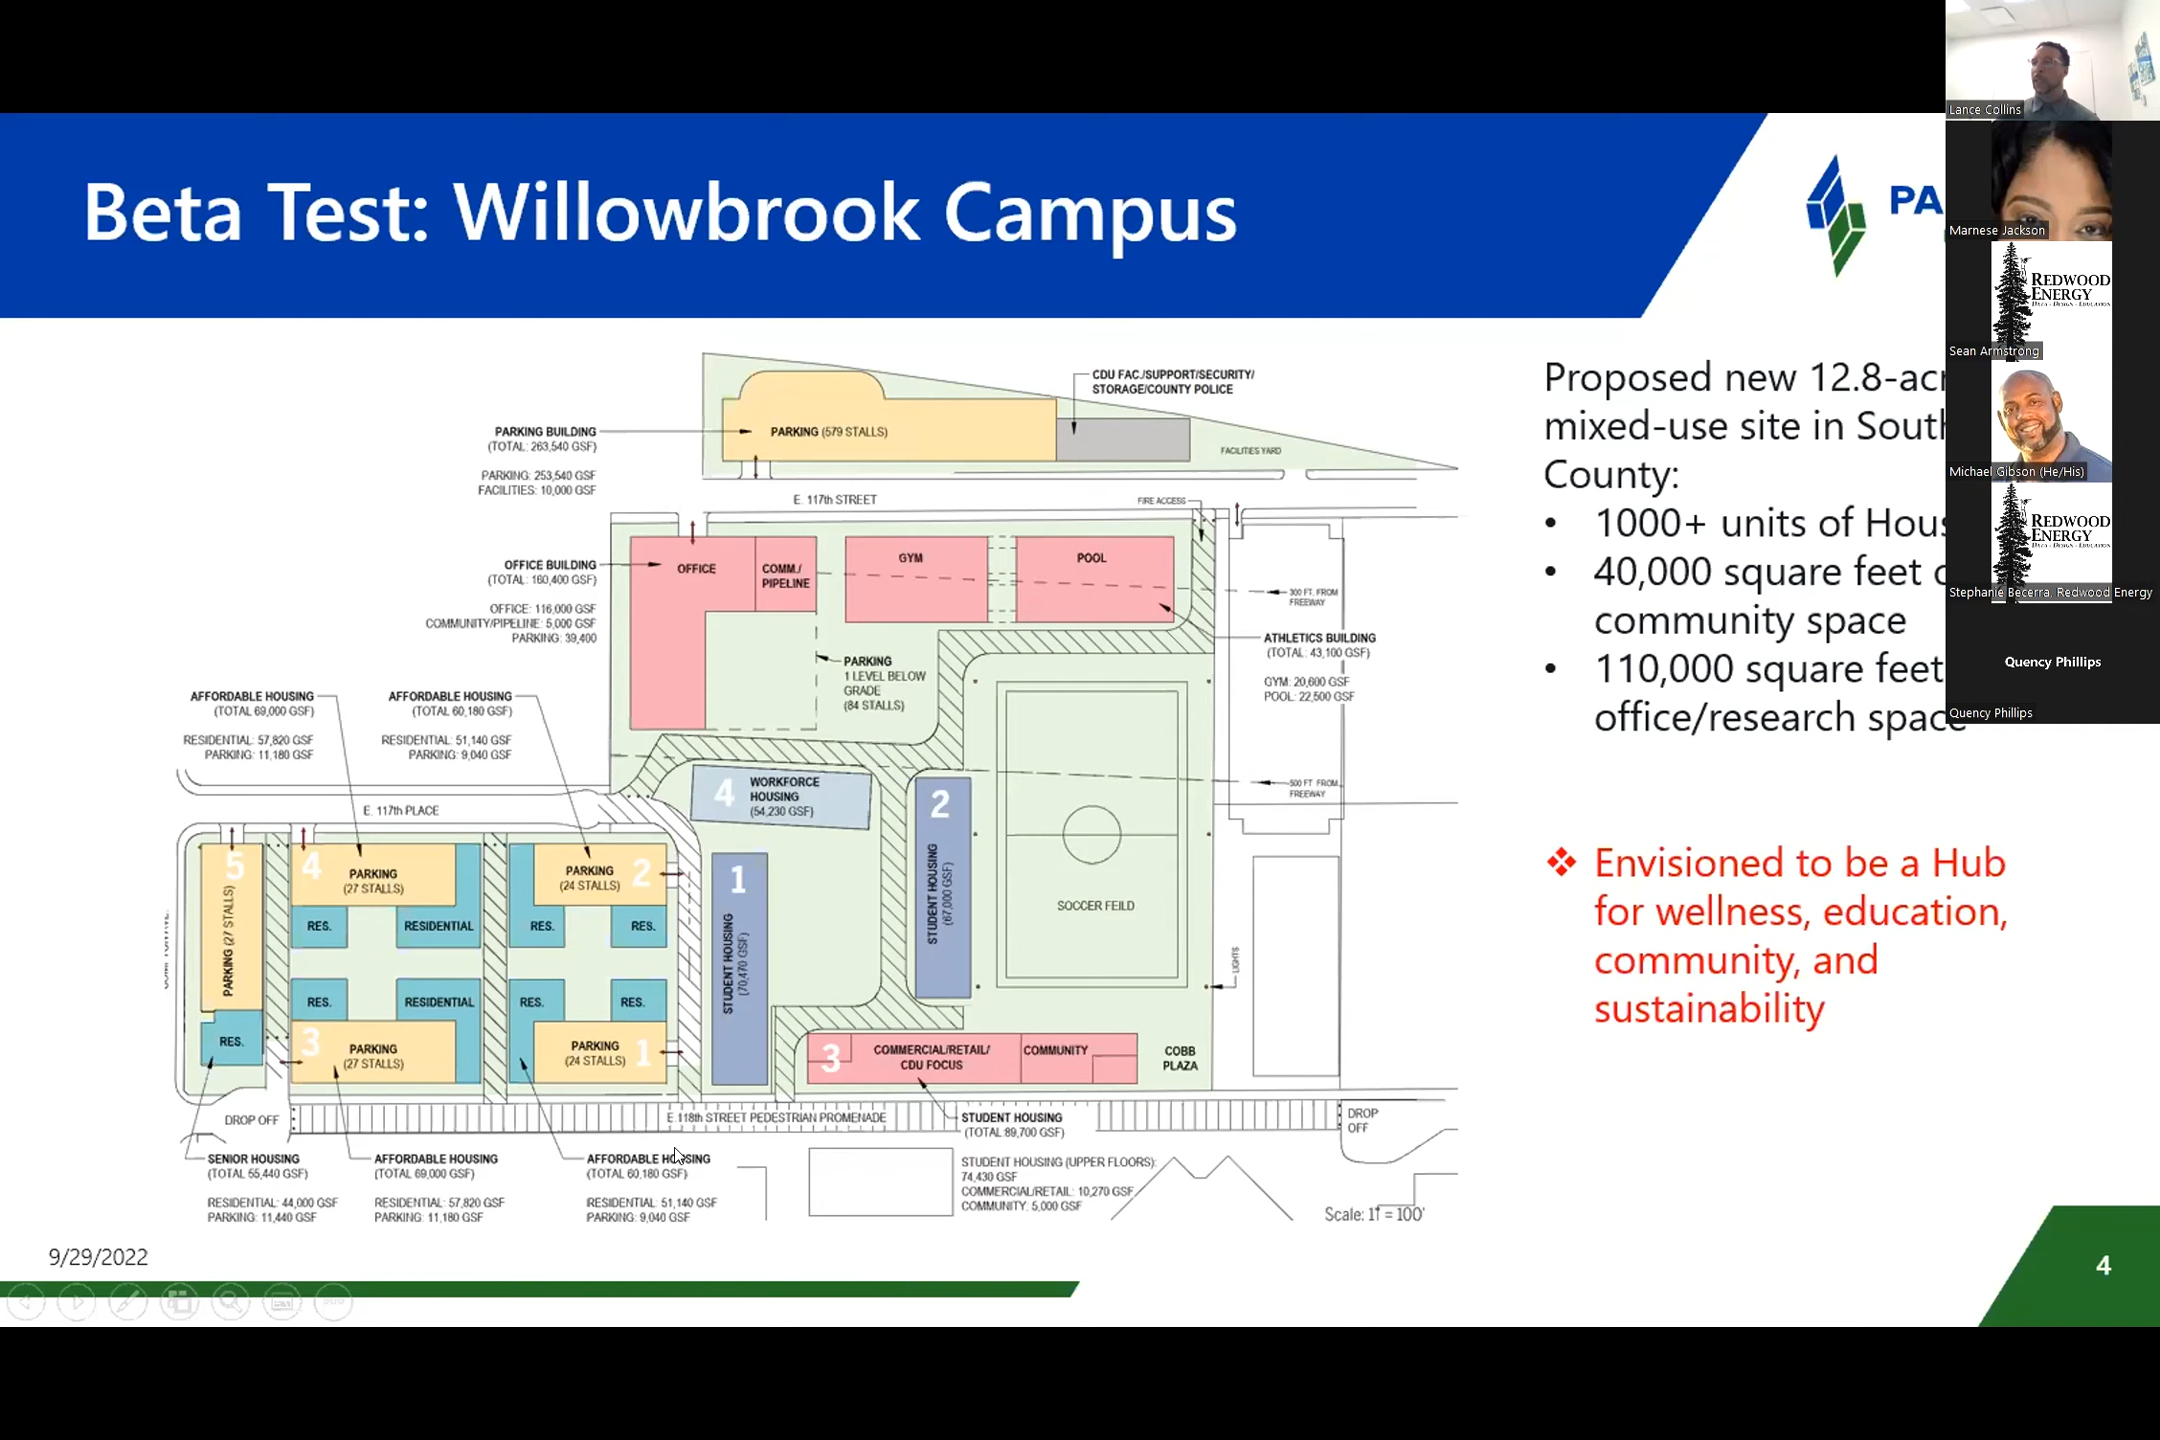 Beta Test: Willowbrook Campus
PA
Lance Collins
Marnese Jackson
REDWOOD
ENERGY
Sean Armstrong
Michael Gibson (He/His)
REDWOOD
ENERGY
Stephanie Becerra, Redwood Energy
Quency Phillips
Quency Phillips
CDU FAC./SUPPORT/SECURITY/
STORAGE/COUNTY POLICE
PARKING BUILDING
(TOTAL: 263,540 GSF)
PARKING: 253,540 GSF
FACILITIES: 10,000 GSF
PARKING (579 STALLS)
FACILITIES YARD
E. 117th STREET
FIRE ACCESS
OFFICE BUILDING
(TOTAL: 160,400 GSF)
OFFICE: 116,000 GSF
COMMUNITY/PIPELINE: 5,000 GSF
PARKING: 39,400
OFFICE
COMM./
PIPELINE
GYM
POOL
300 FT. FROM
FREEWAY
ATHLETICS BUILDING
(TOTAL: 43,100 GSF)
GYM: 20,600 GSF
POOL: 22,500 GSF
PARKING
1 LEVEL BELOW
GRADE
(84 STALLS)
AFFORDABLE HOUSING
(TOTAL 69,000 GSF)
RESIDENTIAL: 57,820 GSF
PARKING: 11,180 GSF
AFFORDABLE HOUSING
(TOTAL 60,180 GSF)
RESIDENTIAL: 51,140 GSF
PARKING: 9,040 GSF
4
WORKFORCE
HOUSING
(54,230 GSF)
2
STUDENT HOUSING
(67,000 GSF)
500 FT. FROM
FREEWAY
E. 117th PLACE
5
PARKING (27 STALLS)
4
PARKING
(27 STALLS)
PARKING
(24 STALLS)
2
1
STUDENT HOUSING
(70,470 GSF)
SOCCER FEILD
RES.
RESIDENTIAL
RES.
RES.
LIGHTS
RES.
RESIDENTIAL
RES.
RES.
RES.
3
PARKING
(27 STALLS)
PARKING
(24 STALLS)
1
3
COMMERCIAL/RETAIL/
CDU FOCUS
COMMUNITY
COBB
PLAZA
DROP OFF
E 118th STREET PEDESTRIAN PROMENADE
STUDENT HOUSING
(TOTAL:89,700 GSF)
STUDENT HOUSING (UPPER FLOORS):
74,430 GSF
COMMERCIAL/RETAIL: 10,270 GSF
COMMUNITY: 5,000 GSF
DROP
OFF
SENIOR HOUSING
(TOTAL 55,440 GSF)
RESIDENTIAL: 44,000 GSF
PARKING: 11,440 GSF
AFFORDABLE HOUSING
(TOTAL 69,000 GSF)
RESIDENTIAL: 57,820 GSF
PARKING: 11,180 GSF
AFFORDABLE HOUSING
(TOTAL 60,180 GSF)
RESIDENTIAL: 51,140 GSF
PARKING: 9,040 GSF
Scale: 1" = 100'
Proposed new 12.8-acr
mixed-use site in South
County:
• 1000+ units of Hous
• 40,000 square feet o
community space
• 110,000 square feet
office/research space
❖ Envisioned to be a Hub
for wellness, education,
community, and
sustainability
9/29/2022
4